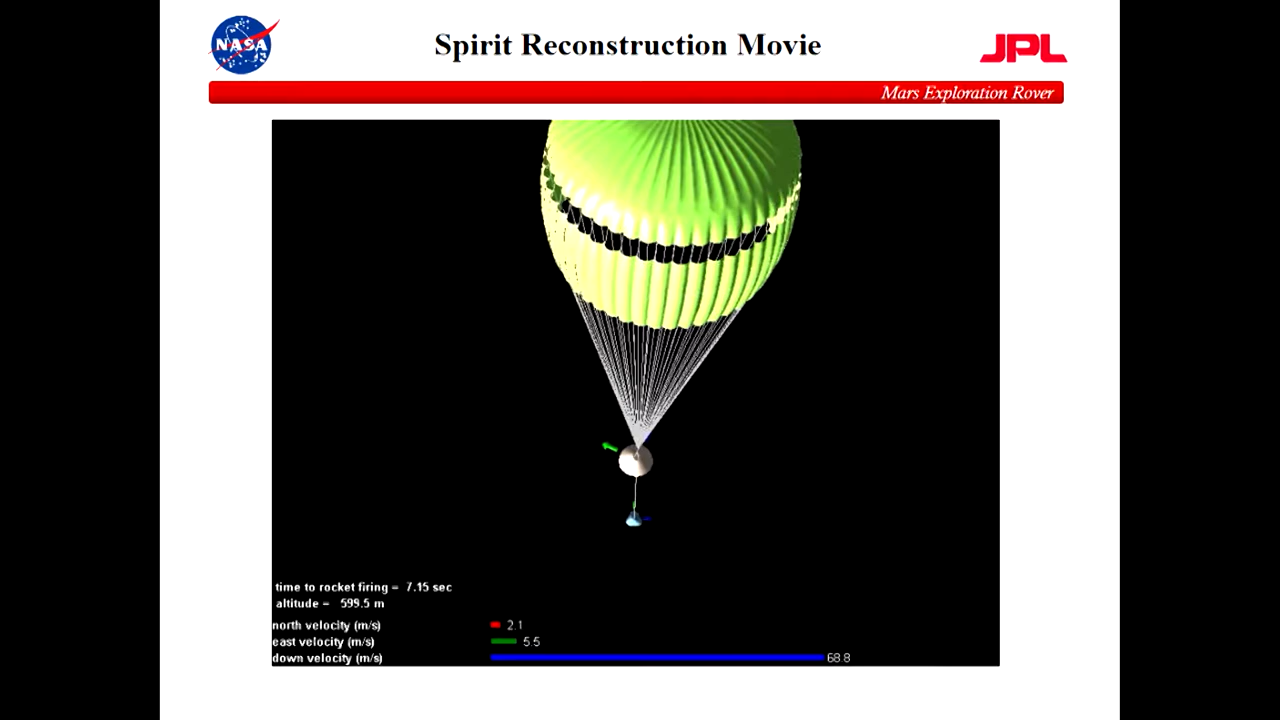 NASA
Spirit Reconstruction Movie
JPL
Mars Exploration Rover
time to rocket firing = 7.15 sec
altitude = 599.5 m
north velocity (m/s) 2.1
east velocity (m/s) 5.5
down velocity (m/s) 68.8